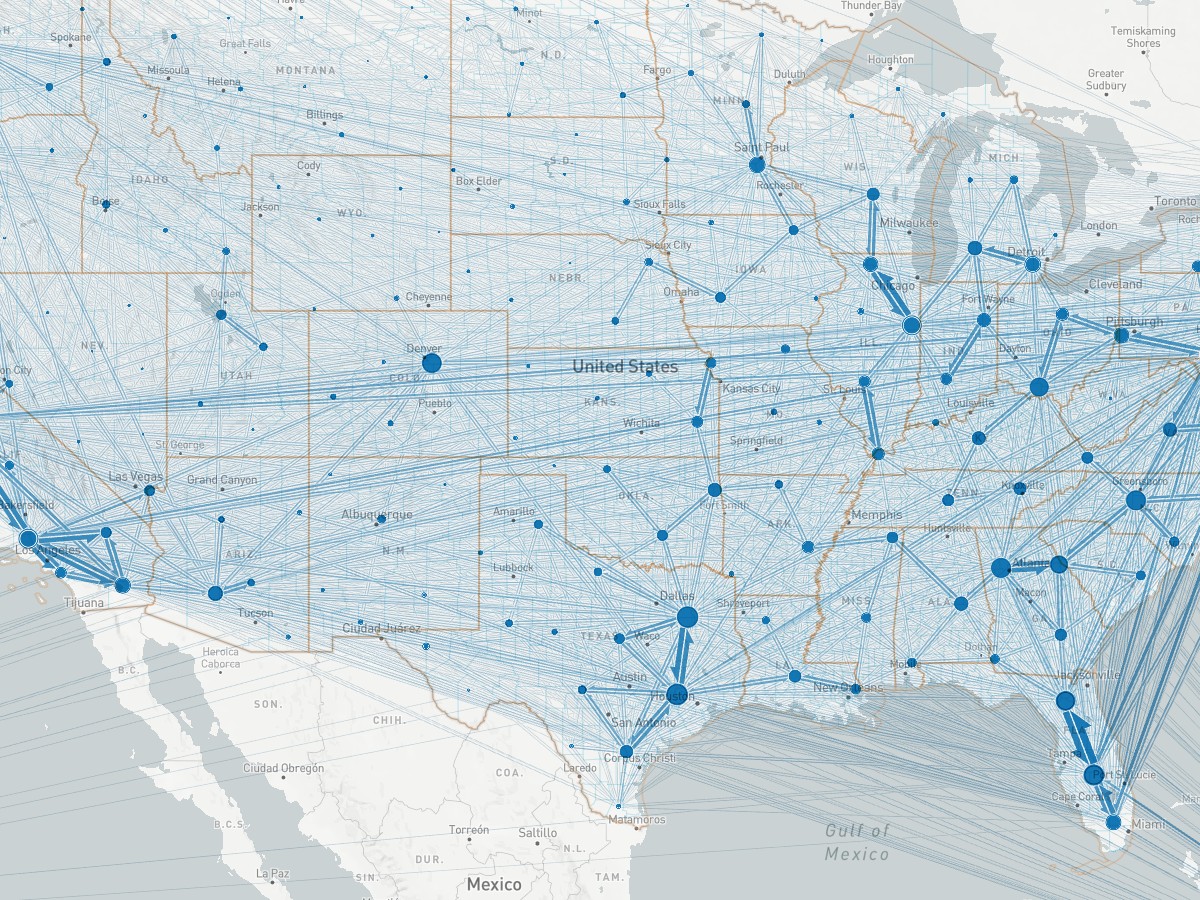 Thunder Bay
Minot
Spokane
Great Falls
N.D.
Temiskaming
Shores
Missoula
Helena
MONTANA
Fargo
Duluth
Houghton
Greater
Sudbury
MINN
Billings
Saint Paul
Cody
S.D.
WIS.
MICH.
IDAHO
Box Elder
Rochester
Boise
Jackson
WYO.
Sioux Falls
Toronto
Milwaukee
London
Sioux City
Detroit
IOWA
NEBR.
Chicago
Cleveland
Ogden
Cheyenne
Omaha
Fort Wayne
PA
Pittsburgh
OHIO
NEV.
Denver
ILL.
IND
Dayton
United States
on City
UTAH
COLO.
Kansas City
St. Louis
W.V.
Pueblo
KANS.
MO.
Louisville
Wichita
St. George
Springfield
Las Vegas
Grand Canyon
Greensboro
Knoxville
Bakersfield
OKLA.
TENN.
Fort Smith
Amarillo
Albuquerque
Memphis
ARK.
Huntsville
Los Angeles
ARIZ.
N.M.
Lubbock
Atlanta
S.C.
Tijuana
Dallas
Shreveport
MISS.
ALA.
Macon
Tucson
GA.
Ciudad Juárez
TEXAS
Waco
Heroica
Caborca
Dothan
B.C.
LA.
Mobile
Austin
Jacksonville
Houston
New Orleans
SON.
CHIH.
San Antonio
Tampa
Corpus Christi
Ciudad Obregón
COA.
Laredo
Port St. Lucie
Cape Coral
B.C.S.
Matamoros
Miami
Torreón
Saltillo
Gulf of
Mexico
N.L.
DUR.
La Paz
SIN.
Mexico
TAM.